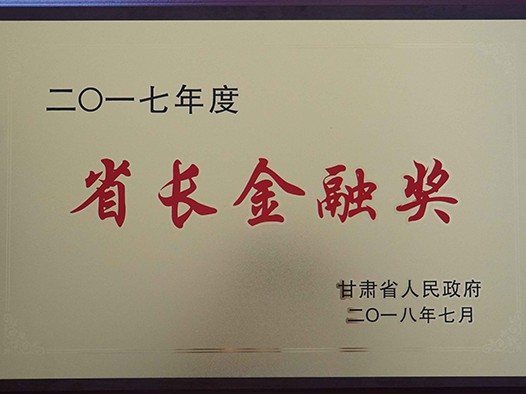 二〇一七年度
省长金融奖
甘肃省人民政府
二〇一八年七月